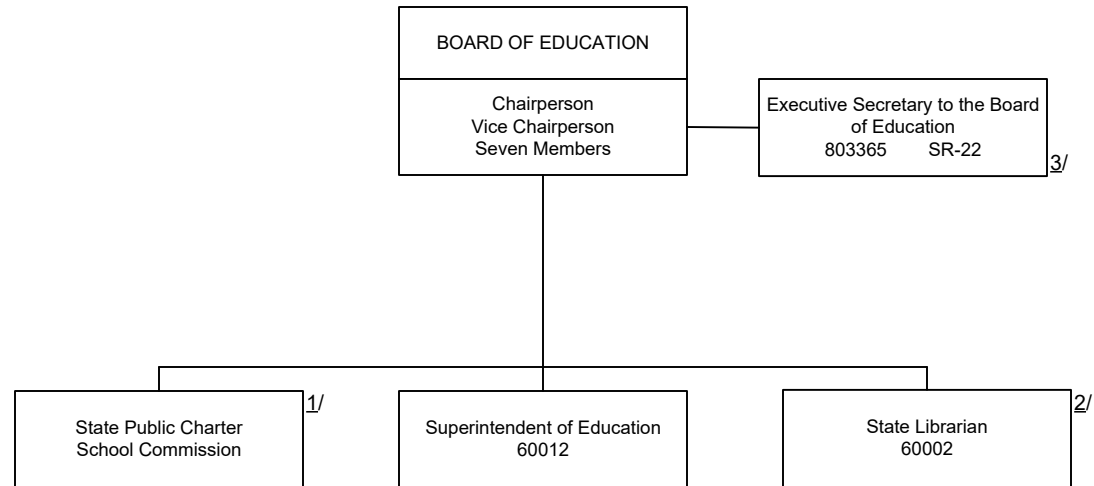 BOARD OF EDUCATION
Chairperson
Vice Chairperson
Seven Members
Executive Secretary to the Board
of Education
803365 SR-22
3/
State Public Charter
School Commission
1/
Superintendent of Education
60012
State Librarian
60002
2/